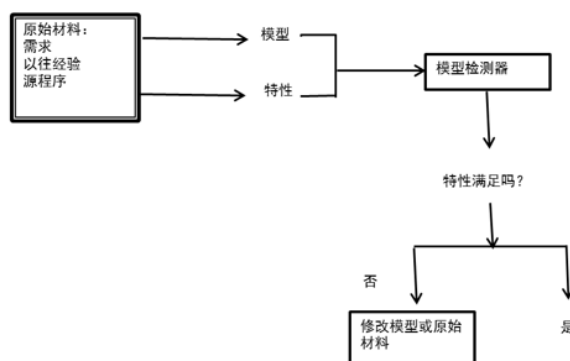 原始材料：
需求
以往经验
源程序
模型
特性
模型检测器
特性满足吗？
否
是
修改模型或原始
材料